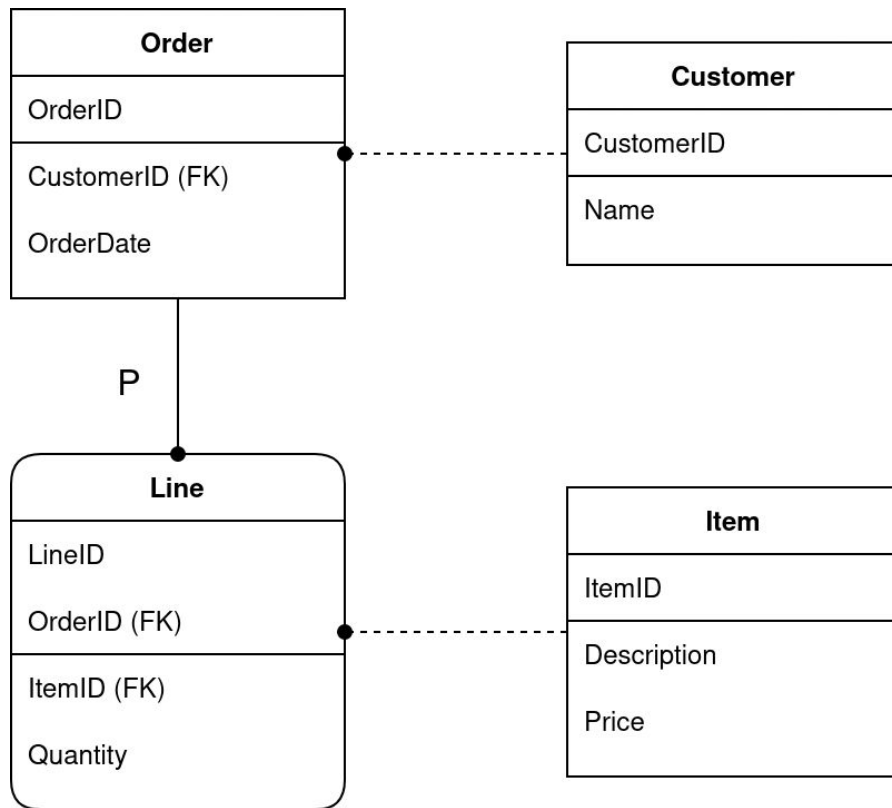 Order
OrderID
CustomerID (FK)
OrderDate
Customer
CustomerID
Name
P
Line
LineID
OrderID (FK)
ItemID (FK)
Quantity
Item
ItemID
Description
Price